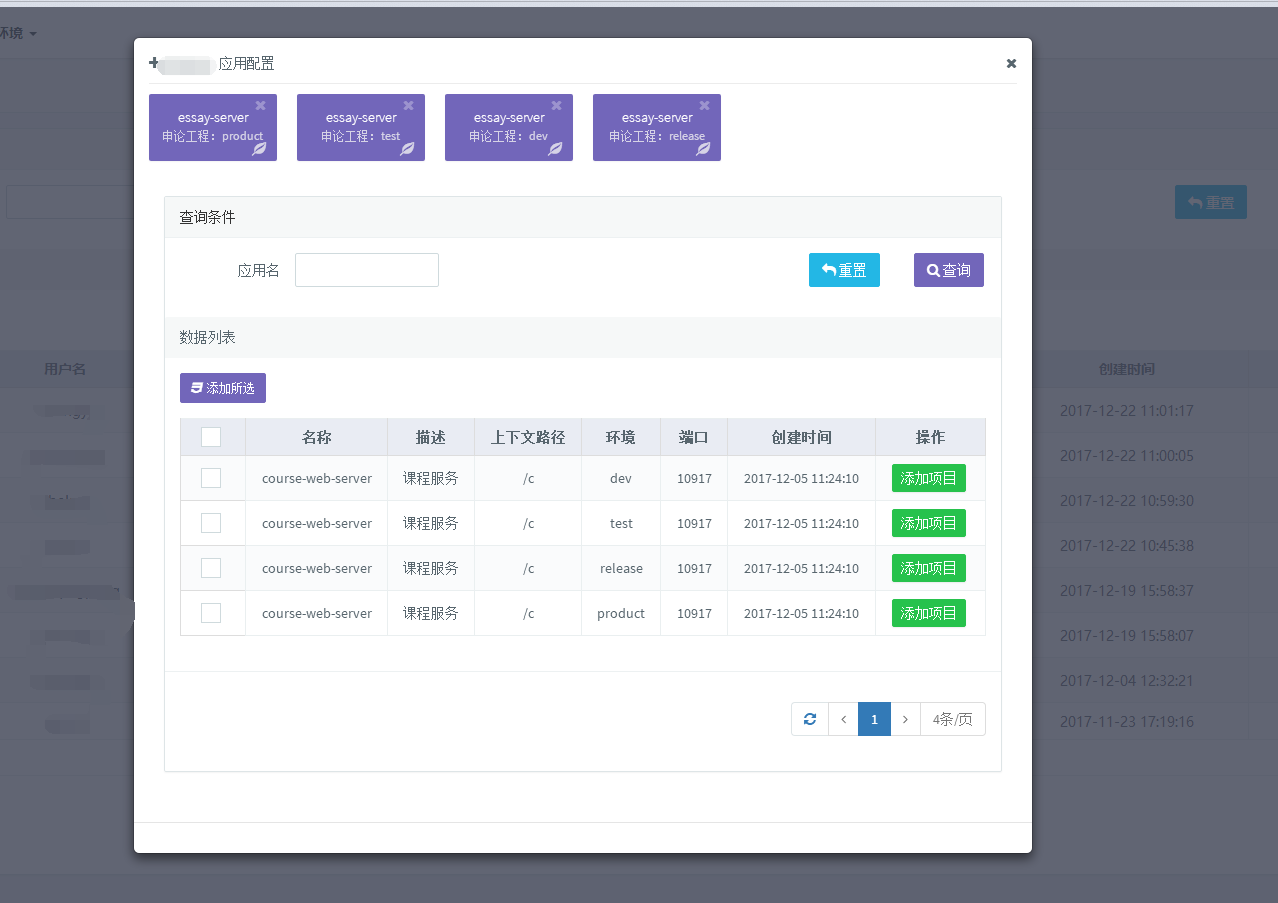 环境
应用配置
essay-server
申论工程：product
essay-server
申论工程：test
essay-server
申论工程：dev
essay-server
申论工程：release
重置
查询条件
应用名
重置
查询
数据列表
添加所选
名称 描述 上下文路径 环境 端口 创建时间 操作
course-web-server 课程服务 /c dev 10917 2017-12-05 11:24:10 添加项目
course-web-server 课程服务 /c test 10917 2017-12-05 11:24:10 添加项目
course-web-server 课程服务 /c release 10917 2017-12-05 11:24:10 添加项目
course-web-server 课程服务 /c product 10917 2017-12-05 11:24:10 添加项目
1 4条/页
用户名
创建时间
2017-12-22 11:01:17
2017-12-22 11:00:05
2017-12-22 10:59:30
2017-12-22 10:45:38
2017-12-19 15:58:37
2017-12-19 15:58:07
2017-12-04 12:32:21
2017-11-23 17:19:16